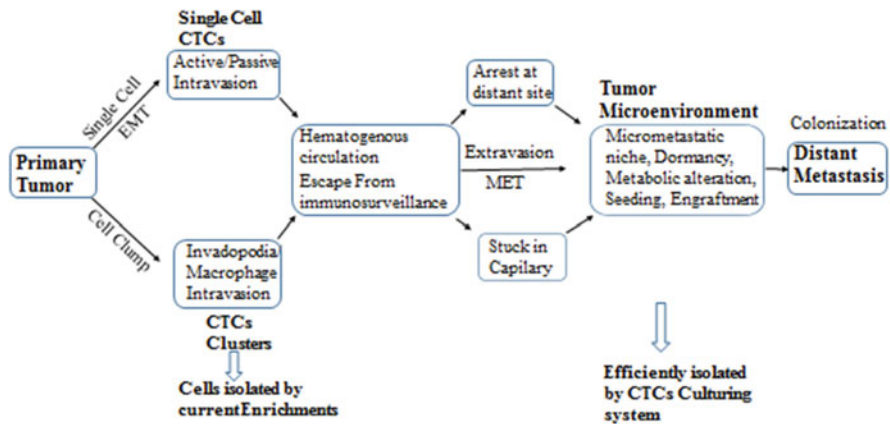 Single Cell
CTCs
Active/Passive
Intravasion
Single Cell
EMT
Primary
Tumor
Cell Clump
Invadopodia
Macrophage
Intravasion
CTCs
Clusters
Cells isolated by
currentEnrichments
Hematogenous
circulation
Escape From
immunosurveillance
Arrest at
distant site
Extravasion
MET
Stuck in
Capilary
Tumor
Microenvironment
Micrometastatic
niche, Dormancy,
Metabolic alteration,
Seeding, Engraftment
Efficiently isolated
by CTCs Culturing
system
Colonization
Distant
Metastasis